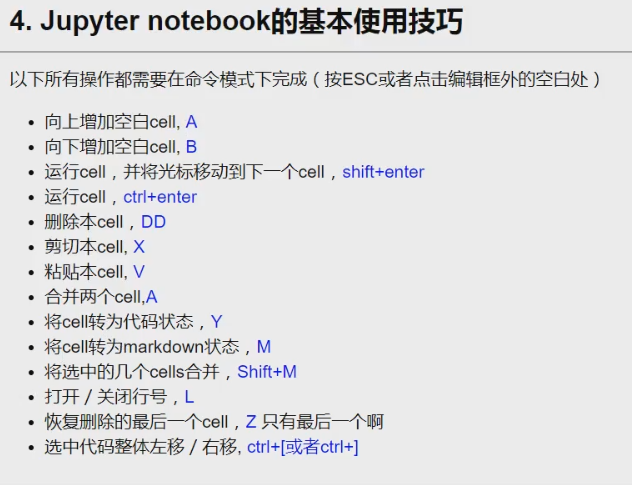 4. Jupyter notebook的基本使用技巧
以下所有操作都需要在命令模式下完成（按ESC或者点击编辑框外的空白处）
• 向上增加空白cell, A
• 向下增加空白cell, B
• 运行cell，并将光标移动到下一个cell，shift+enter
• 运行cell，ctrl+enter
• 删除本cell，DD
• 剪切本cell, X
• 粘贴本cell, V
• 合并两个cell,A
• 将cell转为代码状态，Y
• 将cell转为markdown状态，M
• 将选中的几个cells合并，Shift+M
• 打开 / 关闭行号，L
• 恢复删除的最后一个cell，Z 只有最后一个啊
• 选中代码整体左移 / 右移, ctrl+[或者ctrl+]